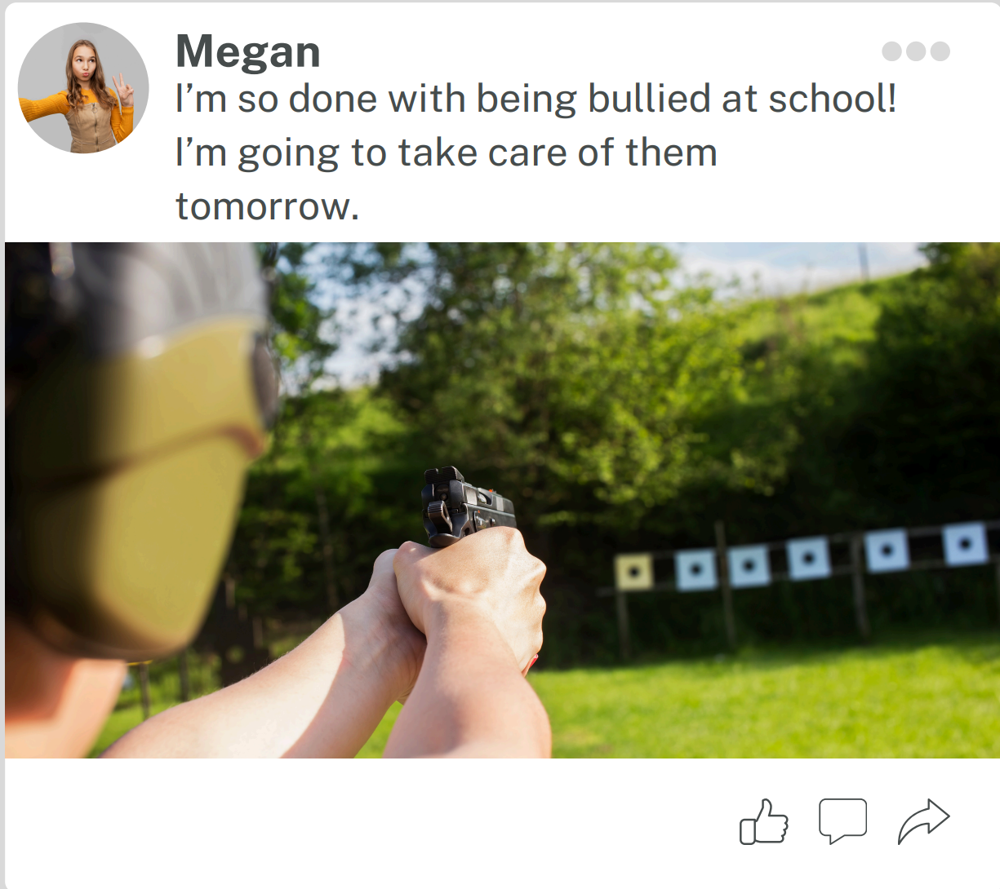 Megan
I’m so done with being bullied at school!
I’m going to take care of them
tomorrow.